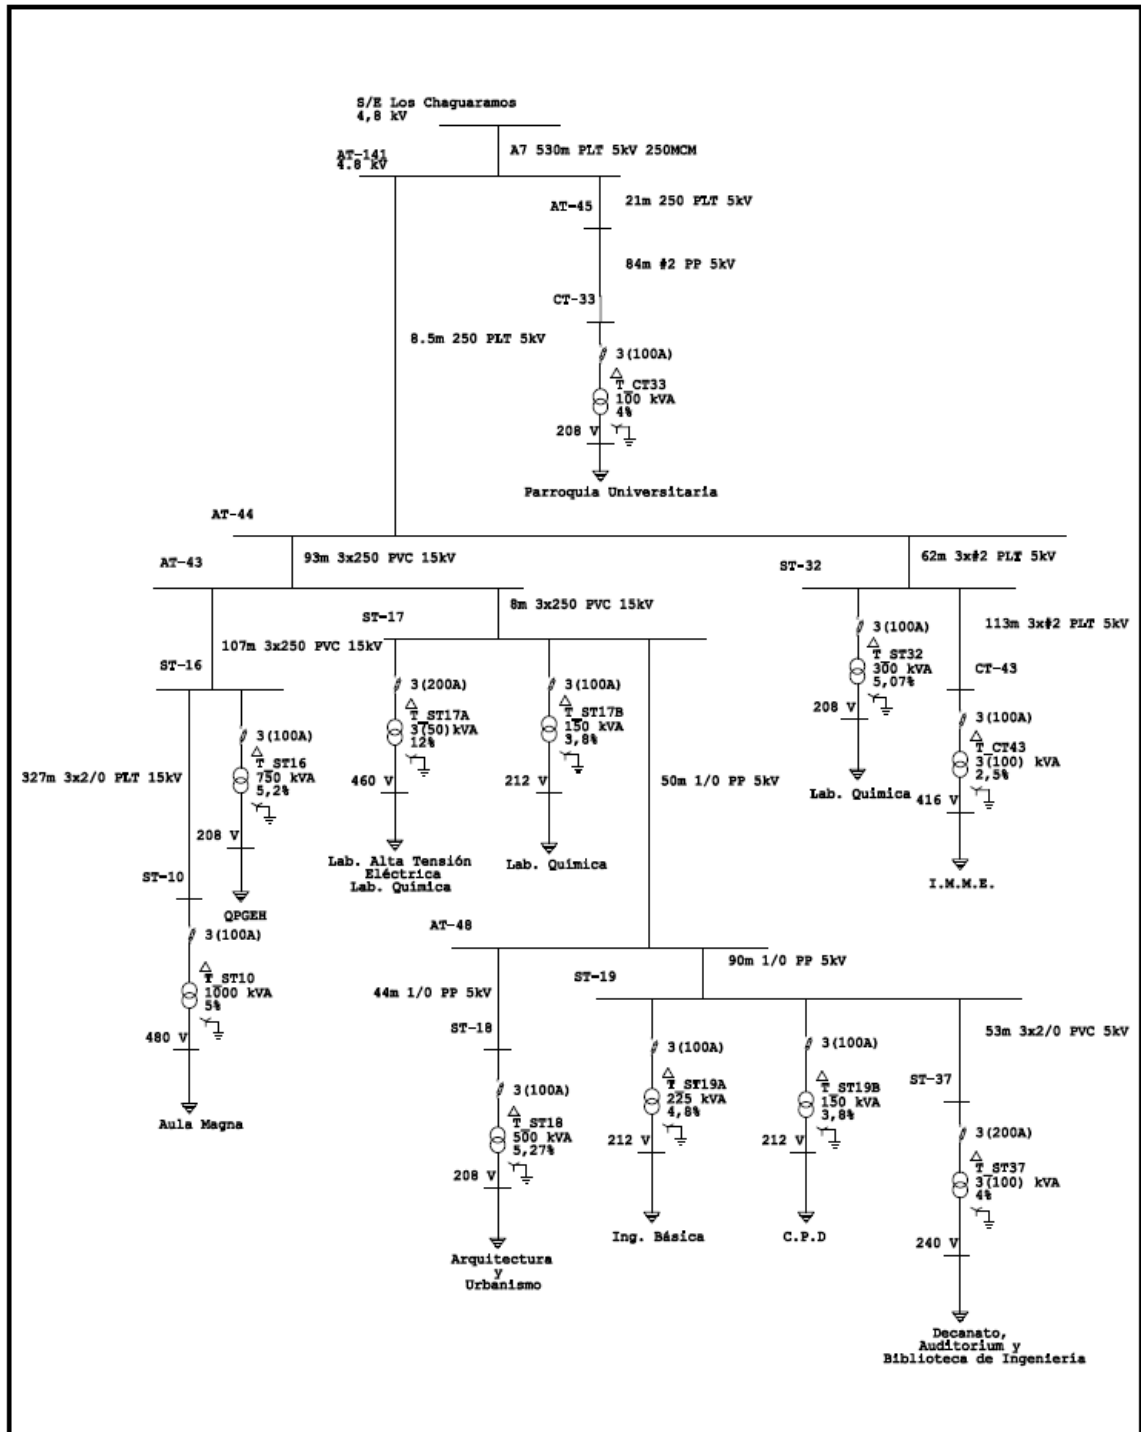 S/E Los Chaguaramos
4,8 kV
A7 530m PLT 5kV 250MCM
AT-141
4.8 kV
21m 250 PLT 5kV
AT-45
84m #2 PP 5kV
CT-33
8.5m 250 PLT 5kV
3(100A)
T_CT33
100 kVA
4%
208 V
Parroquia Universitaria
AT-44
93m 3x250 PVC 15kV
62m 3x#2 PLT 5kV
AT-43
ST-32
8m 3x250 PVC 15kV
ST-17
113m 3x#2 PLT 5kV
107m 3x250 PVC 15kV
ST-16
3(100A)
T_ST32
300 kVA
5,07%
208 V
Lab. Quimica
CT-43
3(100A)
T_CT43
3(100) kVA
2,5%
416 V
I.M.M.E.
3(200A)
T_ST17A
3(50)kVA
12%
460 V
Lab. Alta Tensión
Eléctrica
Lab. Química
3(100A)
T_ST17B
150 kVA
3,8%
212 V
Lab. Química
50m 1/0 PP 5kV
3(100A)
T_ST16
750 kVA
5,2%
208 V
QPGEH
327m 3x2/0 PLT 15kV
ST-10
3(100A)
T_ST10
1000 kVA
5%
480 V
Aula Magna
AT-48
90m 1/0 PP 5kV
ST-19
44m 1/0 PP 5kV
ST-18
3(100A)
T_ST18
500 kVA
5,27%
208 V
Arquitectura
y
Urbanismo
3(100A)
T_ST19A
225 kVA
4,8%
212 V
Ing. Básica
3(100A)
T_ST19B
150 kVA
3,8%
212 V
C.P.D
53m 3x2/0 PVC 5kV
ST-37
3(200A)
T_ST37
3(100) kVA
4%
240 V
Decanato,
Auditorium y
Biblioteca de Ingeniería